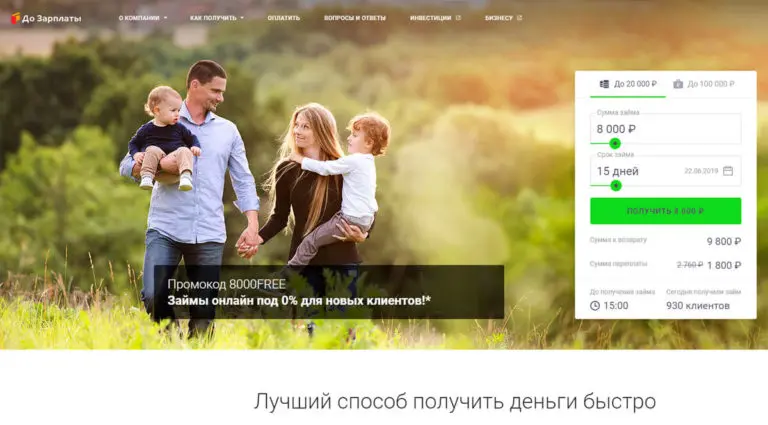 До Зарплаты
О КОМПАНИИ
КАК ПОЛУЧИТЬ
ОПЛАТИТЬ
ВОПРОСЫ И ОТВЕТЫ
ИНВЕСТИЦИИ
БИЗНЕСУ
До 20 000 ₽
До 100 000 ₽
Сумма займа
8 000 ₽
Срок займа
15 дней
22.06.2019
ПОЛУЧИТЬ 8 000 ₽
Сумма к возврату
9 800 ₽
Сумма переплаты
2 760 ₽ 1 800 ₽
До получения займа
15:00
Сегодня получили займ
930 клиентов
Промокод 8000FREE
Займы онлайн под 0% для новых клиентов!*
Лучший способ получить деньги быстро